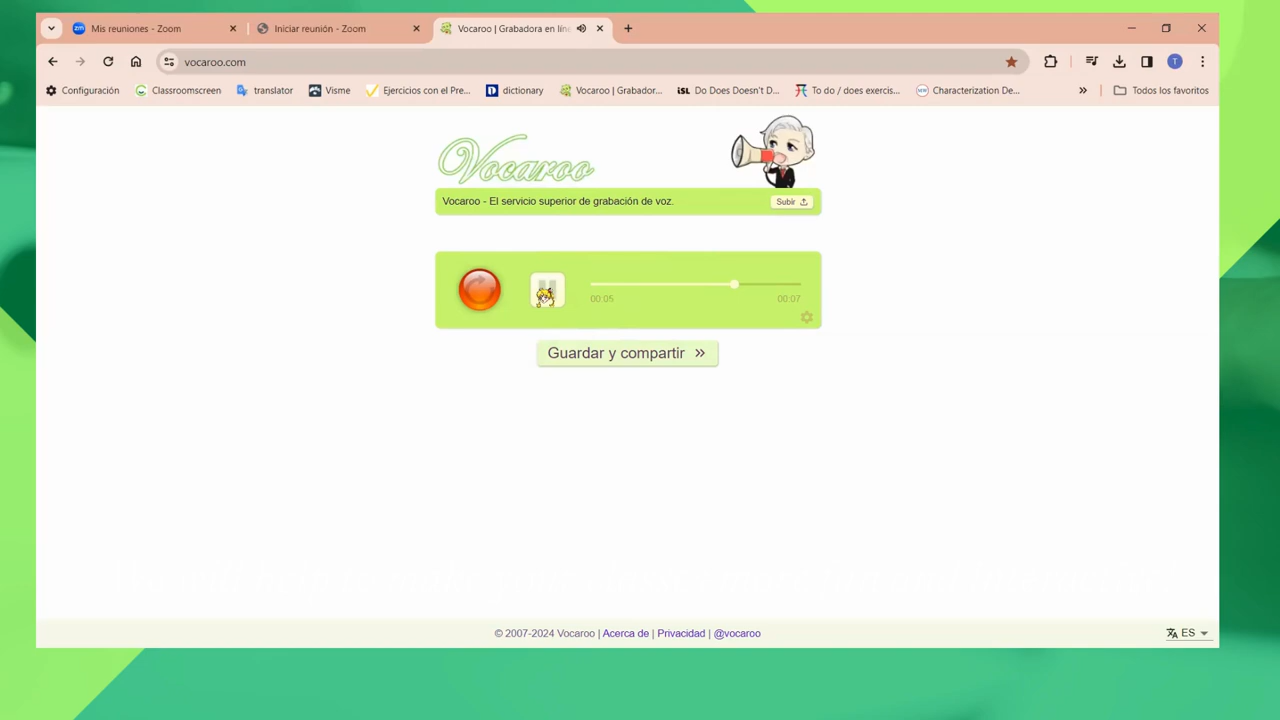 Mis reuniones - Zoom
Iniciar reunión - Zoom
Vocaroo | Grabadora en lín
vocaroo.com
Configuración
Classroomscreen
translator
Visme
Ejercicios con el Pre...
dictionary
Vocaroo | Grabador...
Do Does Doesn't D...
To do / does exercis...
Characterization De...
Todos los favoritos
Vocaroo
Vocaroo - El servicio superior de grabación de voz.
Subir
00:05
00:07
Guardar y compartir
© 2007-2024 Vocaroo | Acerca de | Privacidad | @vocaroo
ES